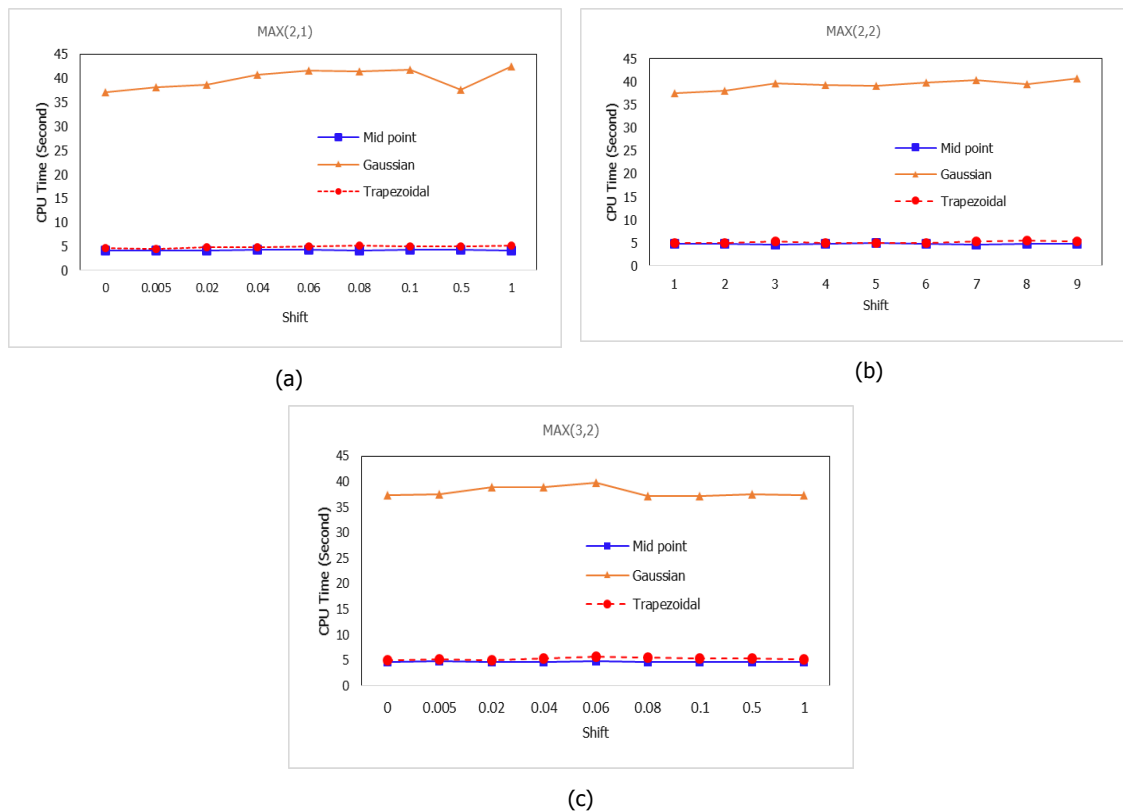 MAX(2,1)
CPU Time (Second)
45
40
35
30
25
20
15
10
5
0
Mid point
Gaussian
Trapezoidal
0 0.005 0.02 0.04 0.06 0.08 0.1 0.5 1
Shift
(a)
MAX(2,2)
CPU Time (Second)
45
40
35
30
25
20
15
10
5
0
Mid point
Gaussian
Trapezoidal
1 2 3 4 5 6 7 8 9
Shift
(b)
MAX(3,2)
CPU Time (Second)
45
40
35
30
25
20
15
10
5
0
Mid point
Gaussian
Trapezoidal
0 0.005 0.02 0.04 0.06 0.08 0.1 0.5 1
Shift
(c)